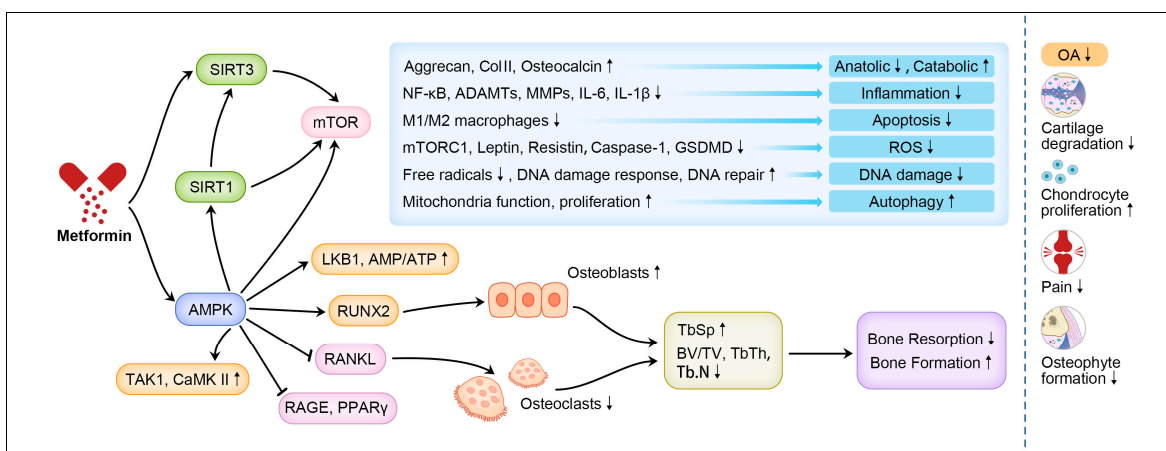 SIRT3
mTOR
SIRT1
Metformin
AMPK
LKB1, AMP/ATP ↑
RUNX2
RANKL
TAK1, CaMK II ↑
RAGE, PPARγ
Aggrecan, ColII, Osteocalcin ↑
Anatolic ↓, Catabolic ↑
NF-κB, ADAMTs, MMPs, IL-6, IL-1β ↓
Inflammation ↓
M1/M2 macrophages ↓
Apoptosis ↓
mTORC1, Leptin, Resistin, Caspase-1, GSDMD ↓
ROS ↓
Free radicals ↓, DNA damage response, DNA repair ↑
DNA damage ↓
Mitochondria function, proliferation ↑
Autophagy ↑
Osteoblasts ↑
Osteoclasts ↓
TbSp ↑
BV/TV, TbTh,
Tb.N ↓
Bone Resorption ↓
Bone Formation ↑
OA ↓
Cartilage
degradation ↓
Chondrocyte
proliferation ↑
Pain ↓
Osteophyte
formation ↓